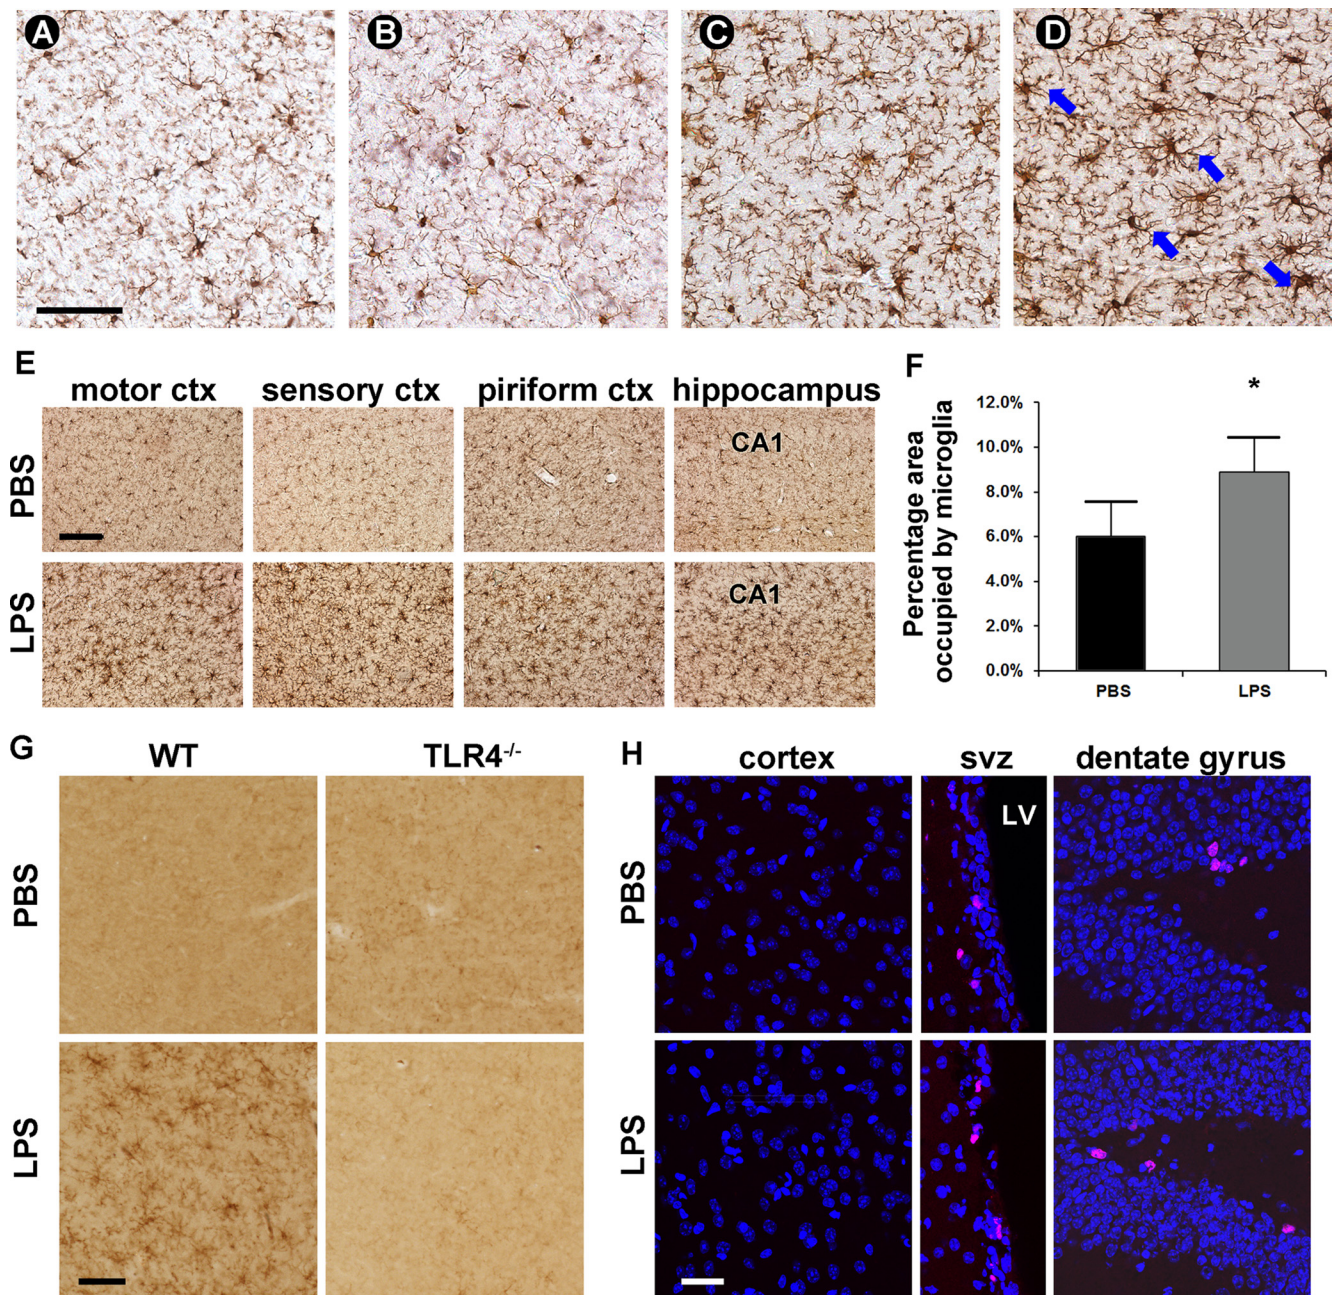 A
B
C
D
E
motor ctx
sensory ctx
piriform ctx
hippocampus
PBS
CA1
LPS
CA1
F
*
Percentage area
occupied by microglia
12.0%
10.0%
8.0%
6.0%
4.0%
2.0%
0.0%
PBS
LPS
G
WT
TLR4-/-
PBS
LPS
H
cortex
svz
dentate gyrus
LV
PBS
LPS